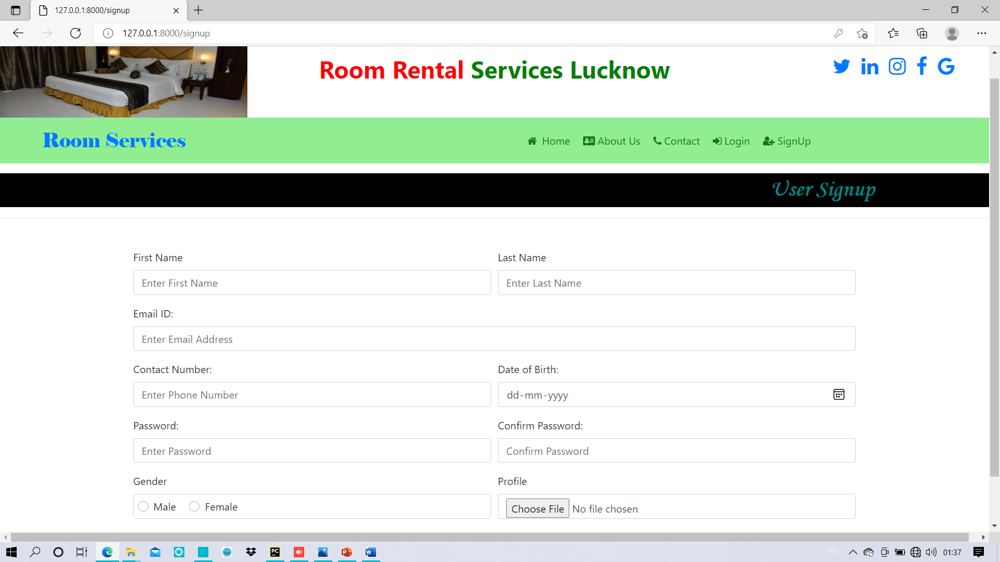 127.0.0.1:8000/signup
127.0.0.1:8000/signup
Room Rental Services Lucknow
Room Services
Home About Us Contact Login SignUp
User Signup
First Name Last Name
Enter First Name Enter Last Name
Email ID:
Enter Email Address
Contact Number: Date of Birth:
Enter Phone Number dd-mm-yyyy
Password: Confirm Password:
Enter Password Confirm Password
Gender Profile
Male Female Choose File No file chosen
EN 01:37